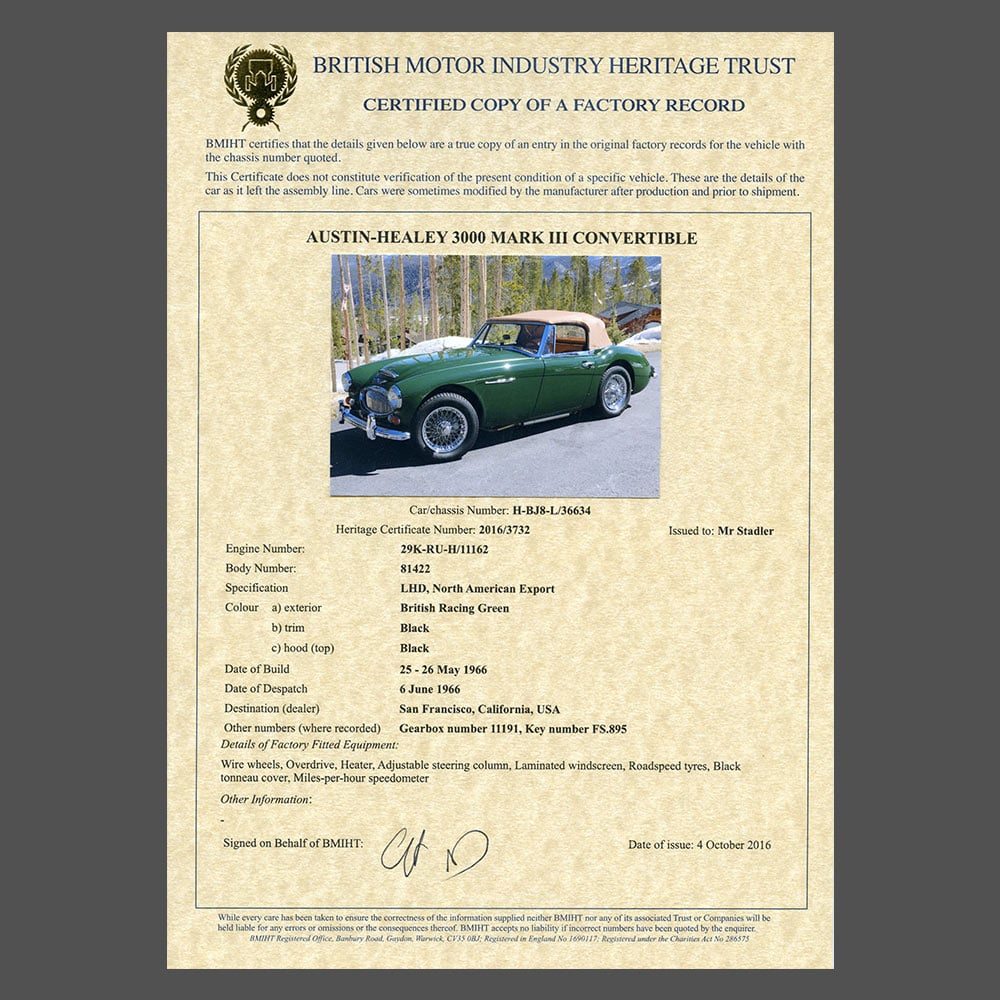 BRITISH MOTOR INDUSTRY HERITAGE TRUST
CERTIFIED COPY OF A FACTORY RECORD
BMIHT certifies that the details given below are a true copy of an entry in the original factory records for the vehicle with
the chassis number quoted.
This Certificate does not constitute verification of the present condition of a specific vehicle. These are the details of the
car as it left the assembly line. Cars were sometimes modified by the manufacturer after production and prior to shipment.
AUSTIN-HEALEY 3000 MARK III CONVERTIBLE
Car/chassis Number: H-BJ8-L/36634
Heritage Certificate Number: 2016/3732 Issued to: Mr Stadler
Engine Number: 29K-RU-H/11162
Body Number: 81422
Specification LHD, North American Export
Colour a) exterior British Racing Green
b) trim Black
c) hood (top) Black
Date of Build 25 - 26 May 1966
Date of Despatch 6 June 1966
Destination (dealer) San Francisco, California, USA
Other numbers (where recorded) Gearbox number 11191, Key number FS.895
Details of Factory Fitted Equipment:
Wire wheels, Overdrive, Heater, Adjustable steering column, Laminated windscreen, Roadspeed tyres, Black
tonneau cover, Miles-per-hour speedometer
Other Information:
-
Signed on Behalf of BMIHT: Date of issue: 4 October 2016
While every care has been taken to ensure the correctness of the information supplied neither BMIHT nor any of its associated Trust or Companies will be
held liable for any errors or omissions or the consequences thereof. BMIHT accepts no liability if incorrect numbers have been quoted by the enquirer.
BMIHT Registered Office, Banbury Road, Gaydon, Warwick, CV35 0BJ; Registered in England No 1690117; Registered under the Charities Act No 286575